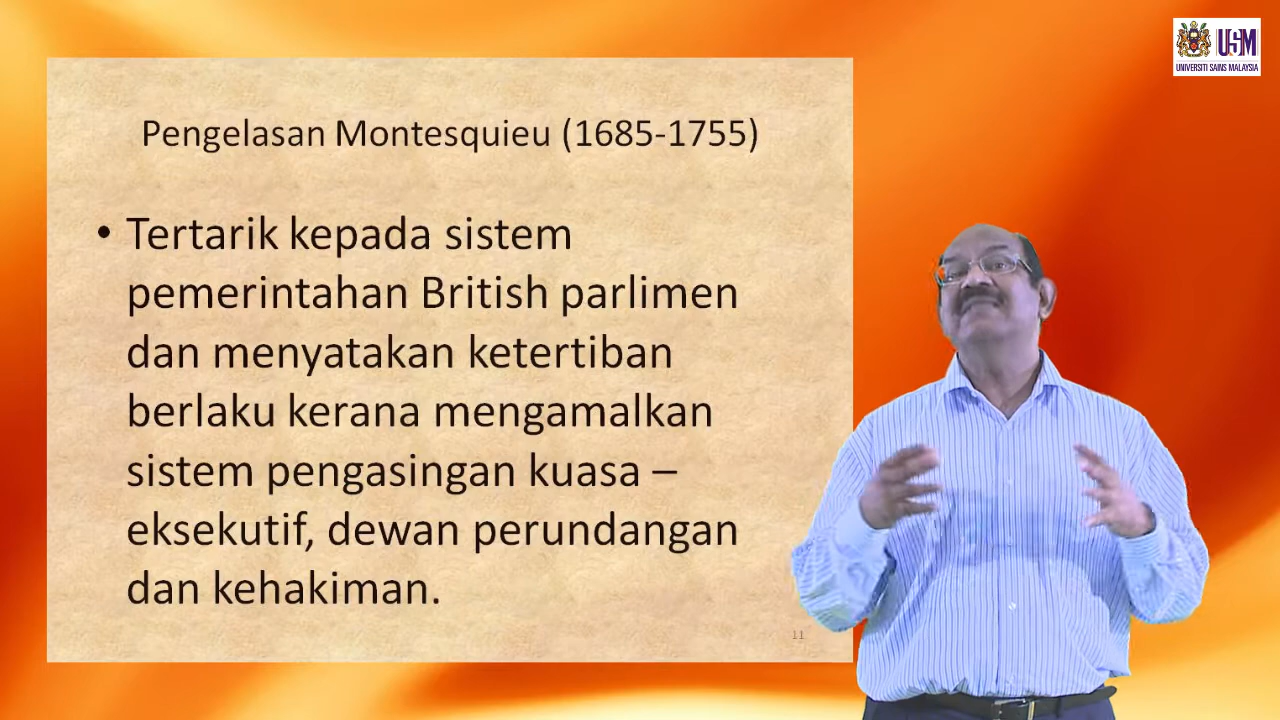 USM
UNIVERSITI SAINS MALAYSIA
Pengelasan Montesquieu (1685-1755)
• Tertarik kepada sistem
pemerintahan British parlimen
dan menyatakan ketertiban
berlaku kerana mengamalkan
sistem pengasingan kuasa –
eksekutif, dewan perundangan
dan kehakiman.
11